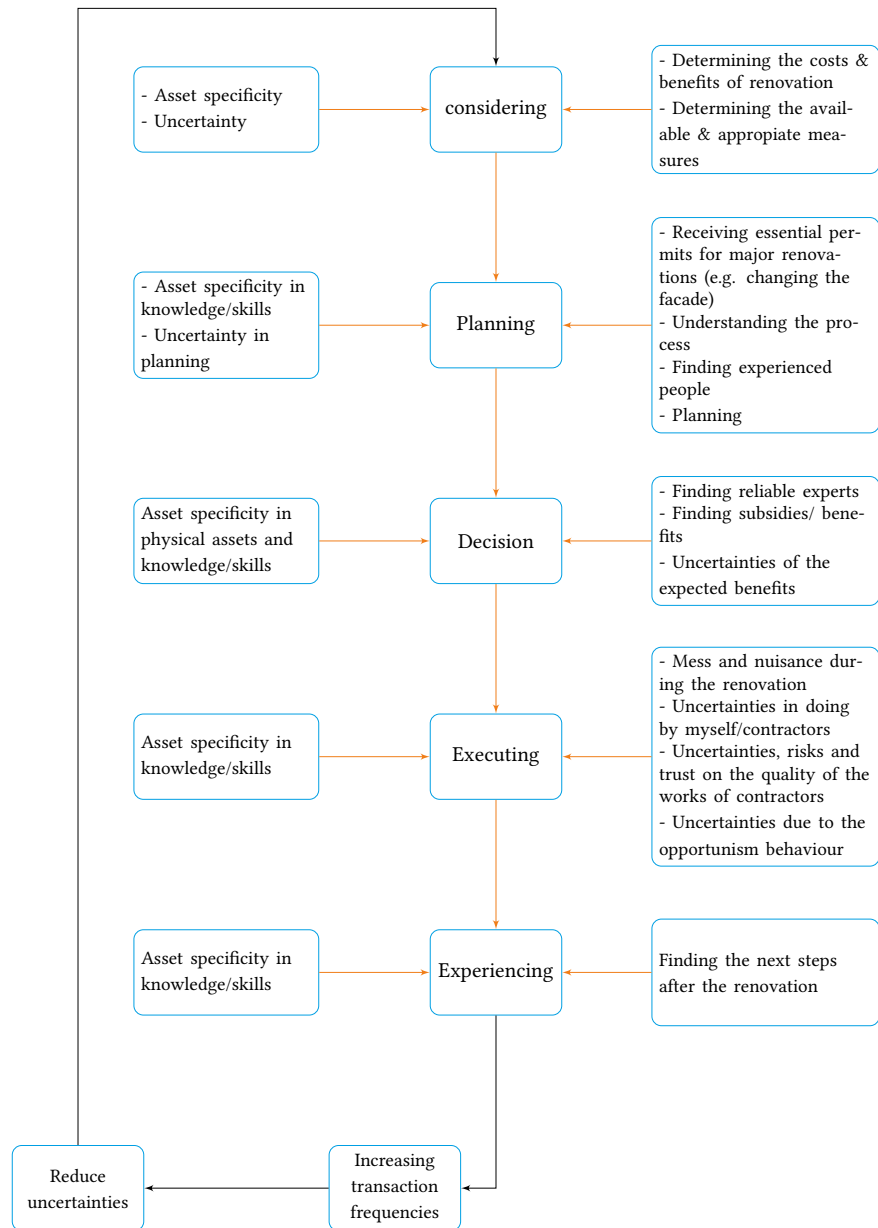 - Asset specificity
- Uncertainty
considering
- Determining the costs &
benefits of renovation
- Determining the avail-
able & appropiate mea-
sures
- Asset specificity in
knowledge/skills
- Uncertainty in
planning
Planning
- Receiving essential per-
mits for major renova-
tions (e.g. changing the
facade)
- Understanding the pro-
cess
- Finding experienced
people
- Planning
Asset specificity in
physical assets and
knowledge/skills
Decision
- Finding reliable experts
- Finding subsidies/ bene-
fits
- Uncertainties of the
expected benefits
Asset specificity in
knowledge/skills
Executing
- Mess and nuisance dur-
ing the renovation
- Uncertainties in doing
by myself/contractors
- Uncertainties, risks and
trust on the quality of the
works of contractors
- Uncertainties due to the
opportunism behaviour
Asset specificity in
knowledge/skills
Experiencing
Finding the next steps
after the renovation
Reduce
uncertainties
Increasing
transaction
frequencies